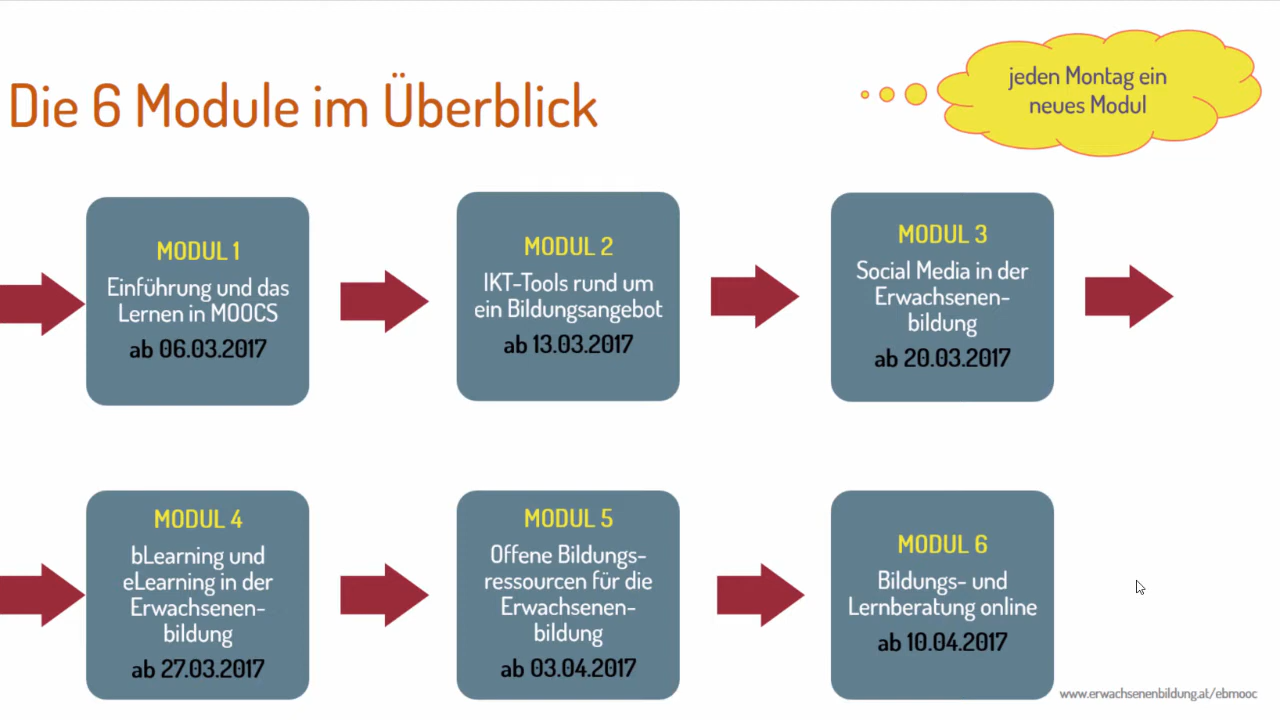 Die 6 Module im Überblick
jeden Montag ein
neues Modul
MODUL 1
Einführung und das
Lernen in MOOCS
ab 06.03.2017
MODUL 2
IKT-Tools rund um
ein Bildungsangebot
ab 13.03.2017
MODUL 3
Social Media in der
Erwachsenen-
bildung
ab 20.03.2017
MODUL 4
bLearning und
eLearning in der
Erwachsenen-
bildung
ab 27.03.2017
MODUL 5
Offene Bildungs-
ressourcen für die
Erwachsenen-
bildung
ab 03.04.2017
MODUL 6
Bildungs- und
Lernberatung online
ab 10.04.2017
www.erwachsenenbildung.at/ebmooc